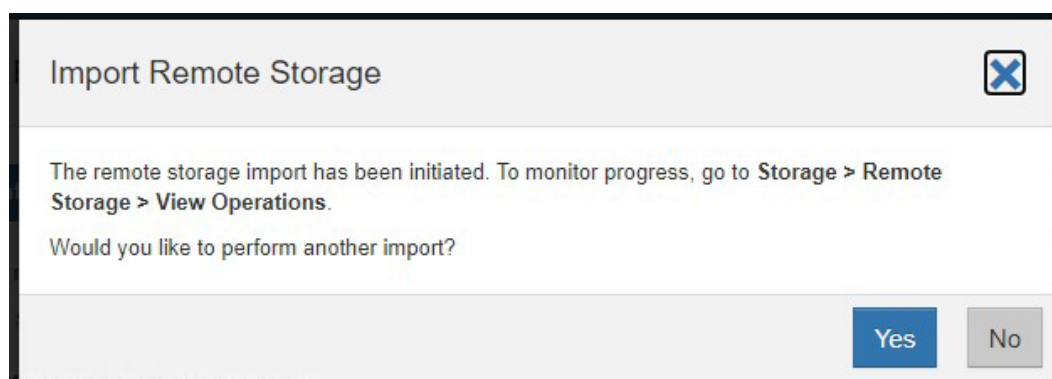 Import Remote Storage
The remote storage import has been initiated. To monitor progress, go to Storage > Remote
Storage > View Operations.
Would you like to perform another import?
Yes
No